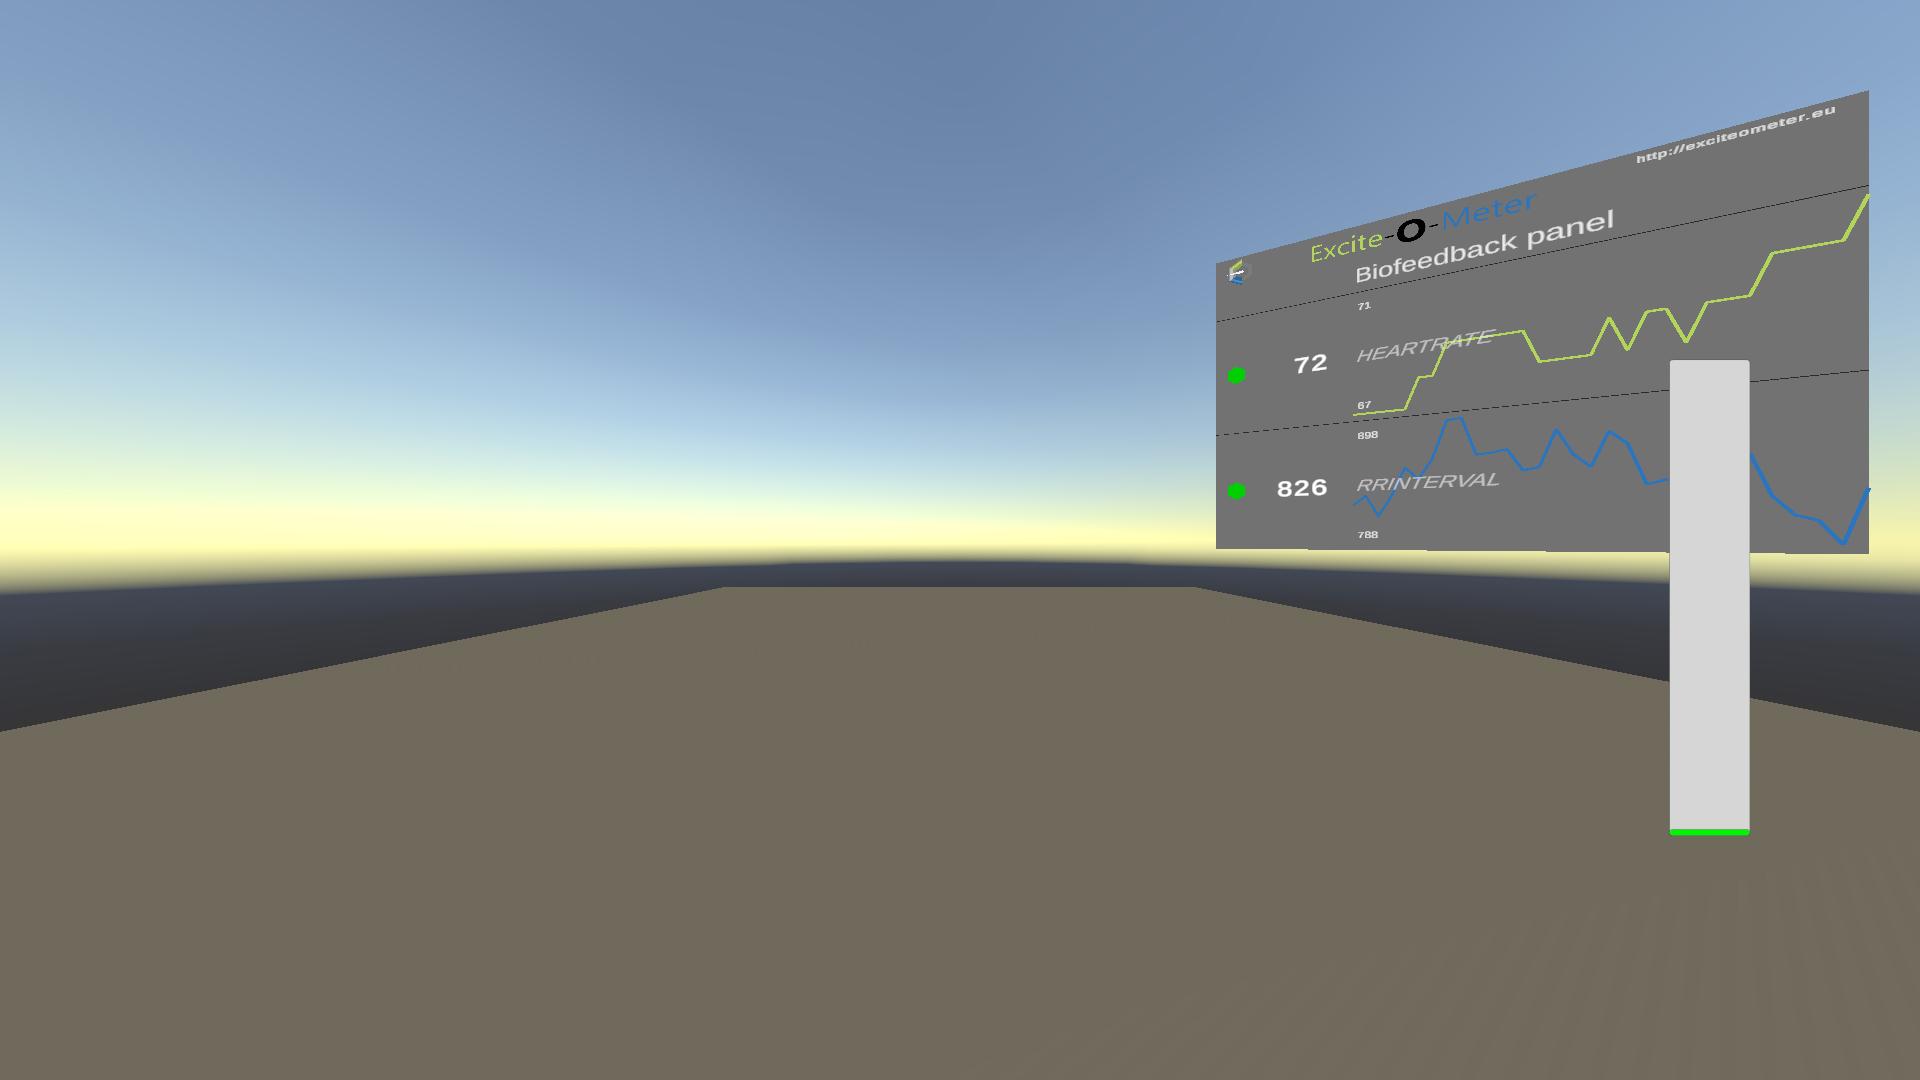 http://exciteometer.eu
Excite-O-Meter
Biofeedback panel
71
72
HEARTRATE
67
898
826
RRINTERVAL
788